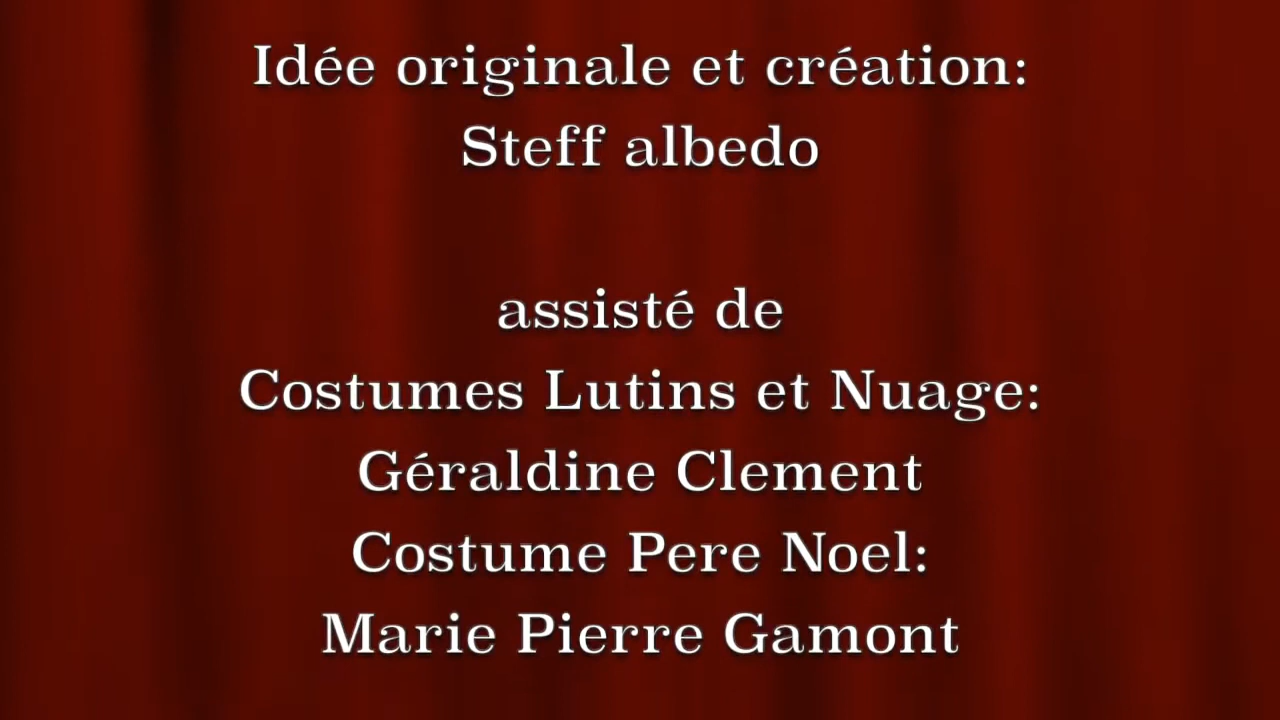 Idée originale et création:
Steff albedo
assisté de
Costumes Lutins et Nuage:
Géraldine Clement
Costume Pere Noel:
Marie Pierre Gamont